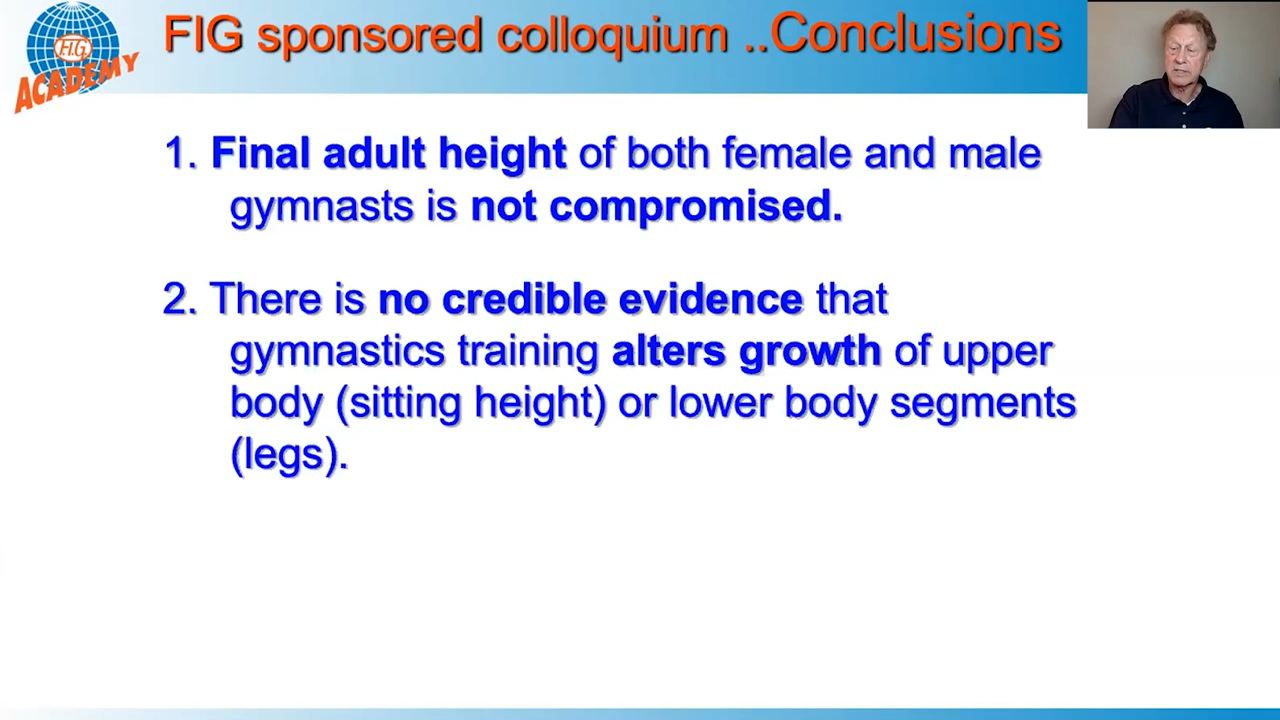 FIG sponsored colloquium ..Conclusions
F.I.G.
ACADEMY
1. Final adult height of both female and male
gymnasts is not compromised.
2. There is no credible evidence that
gymnastics training alters growth of upper
body (sitting height) or lower body segments
(legs).